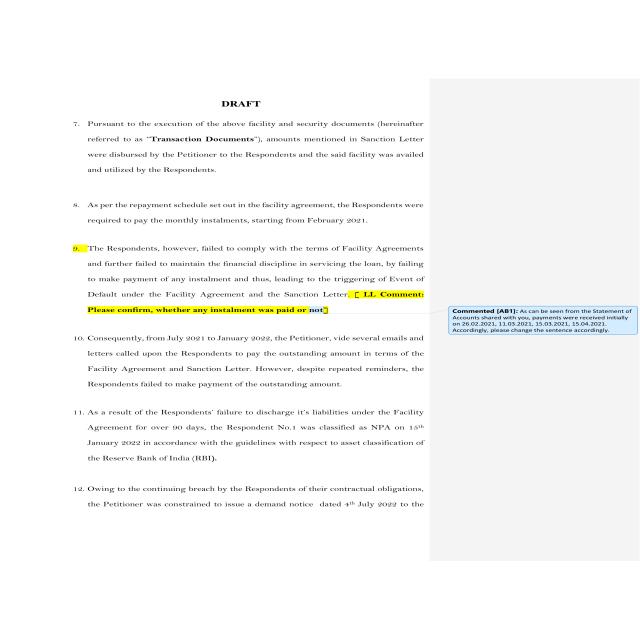 DRAFT
7. Pursuant to the execution of the above facility and security documents (hereinafter
referred to as "Transaction Documents"), amounts mentioned in Sanction Letter
were disbursed by the Petitioner to the Respondents and the said facility was availed
and utilized by the Respondents.
8. As per the repayment schedule set out in the facility agreement, the Respondents were
required to pay the monthly instalments, starting from February 2021.
9. The Respondents, however, failed to comply with the terms of Facility Agreements
and further failed to maintain the financial discipline in servicing the loan, by failing
to make payment of any instalment and thus, leading to the triggering of Event of
Default under the Facility Agreement and the Sanction Letter. [ LL Comment:
Please confirm, whether any instalment was paid or not]
Commented [AB1]: As can be seen from the Statement of
Accounts shared with you, payments were received initially
on 26.02.2021, 11.03.2021, 15.03.2021, 15.04.2021.
Accordingly, please change the sentence accordingly.
10. Consequently, from July 2021 to January 2022, the Petitioner, vide several emails and
letters called upon the Respondents to pay the outstanding amount in terms of the
Facility Agreement and Sanction Letter. However, despite repeated reminders, the
Respondents failed to make payment of the outstanding amount.
11. As a result of the Respondents' failure to discharge it's liabilities under the Facility
Agreement for over 90 days, the Respondent No.1 was classified as NPA on 15th
January 2022 in accordance with the guidelines with respect to asset classification of
the Reserve Bank of India (RBI).
12. Owing to the continuing breach by the Respondents of their contractual obligations,
the Petitioner was constrained to issue a demand notice dated 4th July 2022 to the